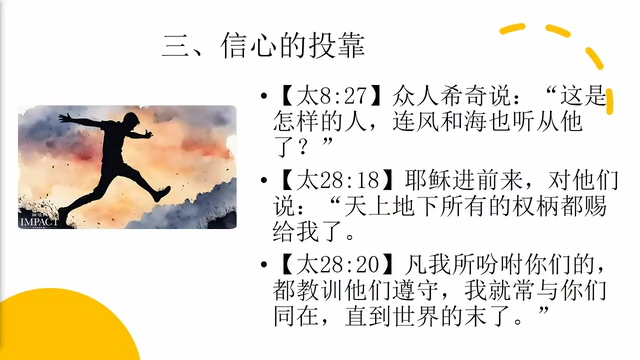 三、信心的投靠
•【太8:27】众人希奇说：“这是
怎样的人，连风和海也听从他
了？”
•【太28:18】耶稣进前来，对他们
说：“天上地下所有的权柄都赐
给我了。
•【太28:20】凡我所吩咐你们的，
都教训他们遵守，我就常与你们
同在，直到世界的末了。”
IMPACT